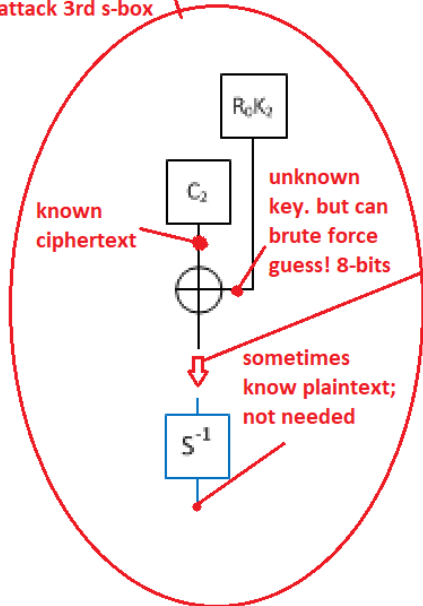 attack 3rd s-box
R₀K₂
C₂
unknown
key. but can
brute force
guess! 8-bits
known
ciphertext
sometimes
know plaintext;
not needed
S⁻¹